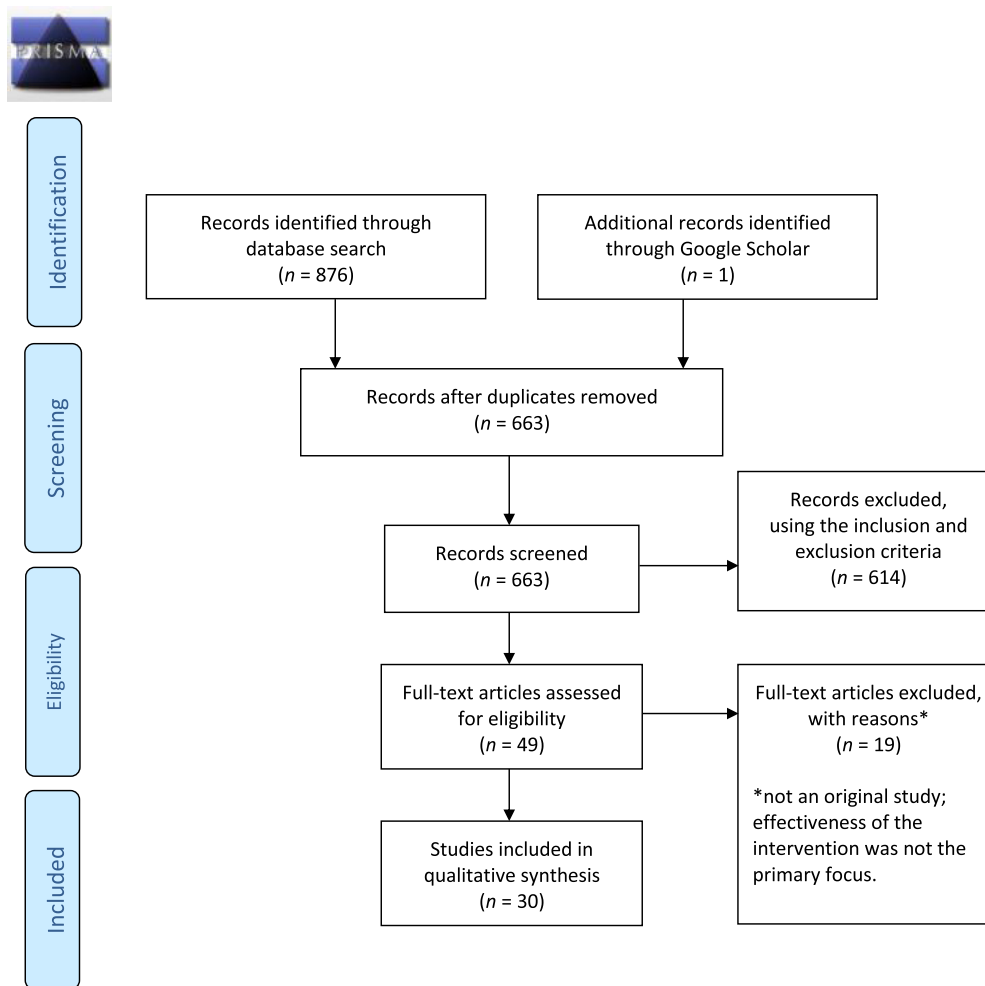 PRISMA
Identification
Records identified through
database search
(n = 876)
Additional records identified
through Google Scholar
(n = 1)
Screening
Records after duplicates removed
(n = 663)
Records screened
(n = 663)
Records excluded,
using the inclusion and
exclusion criteria
(n = 614)
Eligibility
Full-text articles assessed
for eligibility
(n = 49)
Full-text articles excluded,
with reasons*
(n = 19)
*not an original study;
effectiveness of the
intervention was not the
primary focus.
Included
Studies included in
qualitative synthesis
(n = 30)